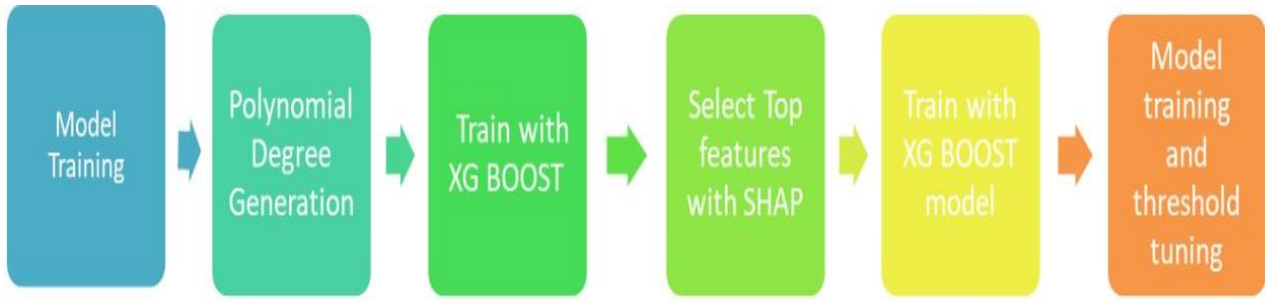 Model
Training
Polynomial
Degree
Generation
Train with
XG BOOST
Select Top
features
with SHAP
Train with
XG BOOST
model
Model
training
and
threshold
tuning